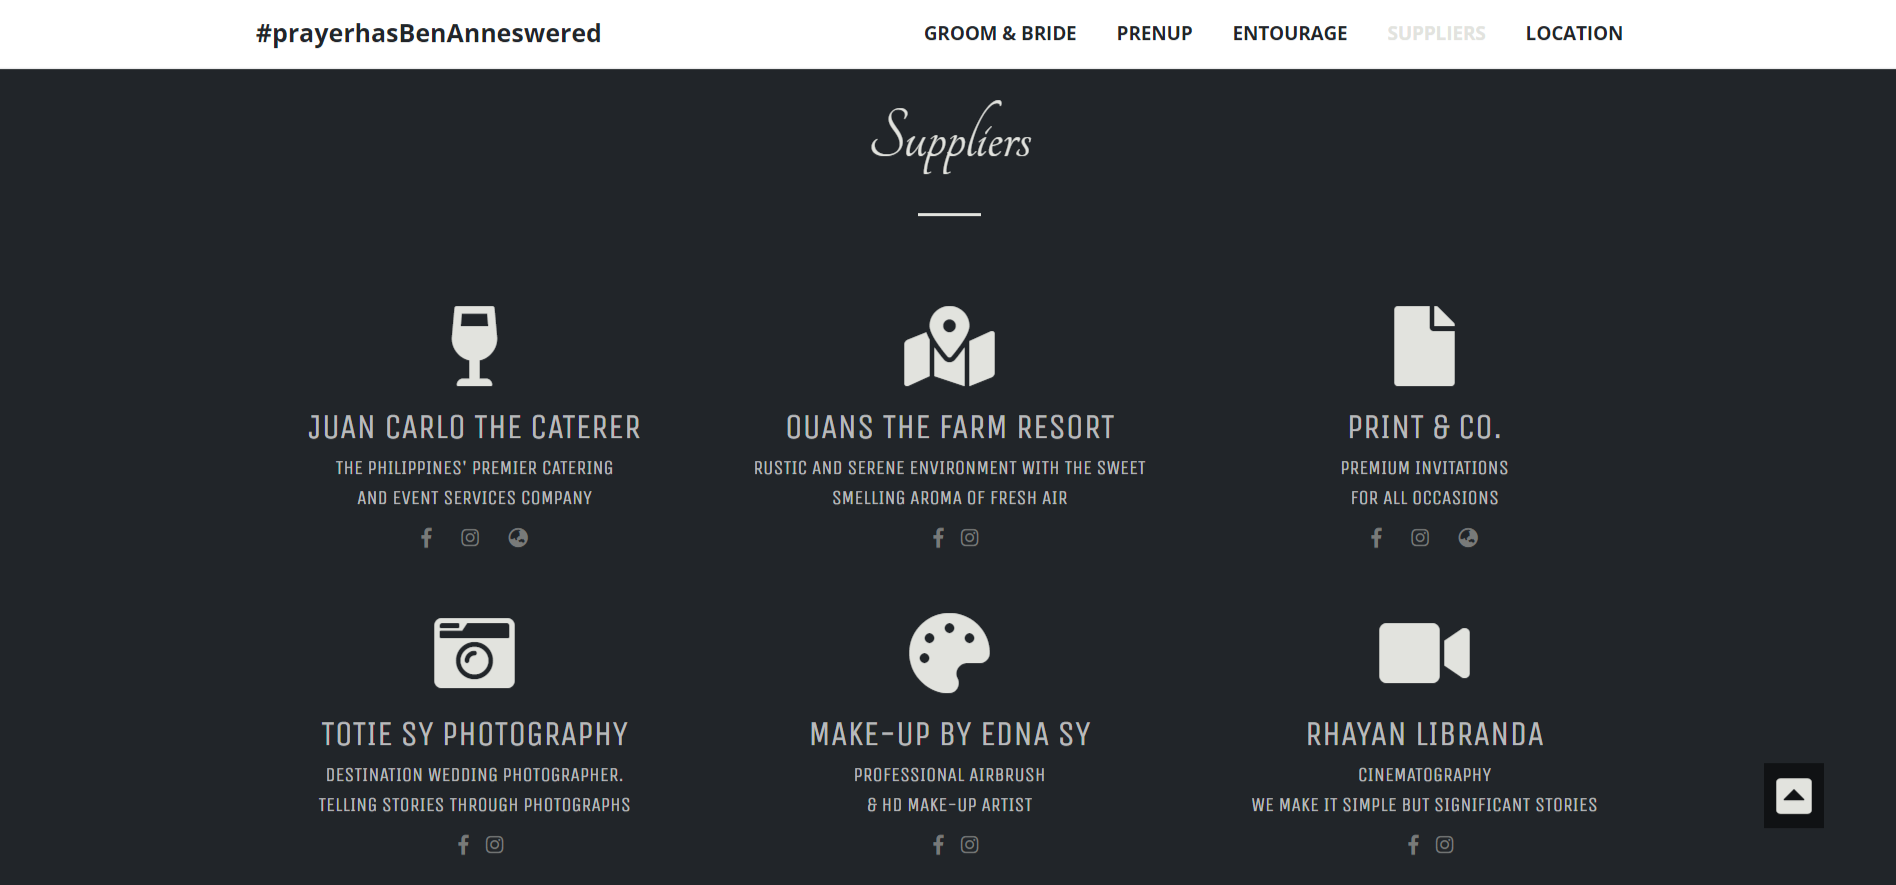 #prayerhasBenAnneswered
GROOM & BRIDE
PRENUP
ENTOURAGE
SUPPLIERS
LOCATION
Suppliers
JUAN CARLO THE CATERER
THE PHILIPPINES' PREMIER CATERING
AND EVENT SERVICES COMPANY
OUANS THE FARM RESORT
RUSTIC AND SERENE ENVIRONMENT WITH THE SWEET
SMELLING AROMA OF FRESH AIR
PRINT & CO.
PREMIUM INVITATIONS
FOR ALL OCCASIONS
TOTIE SY PHOTOGRAPHY
DESTINATION WEDDING PHOTOGRAPHER.
TELLING STORIES THROUGH PHOTOGRAPHS
MAKE-UP BY EDNA SY
PROFESSIONAL AIRBRUSH
& HD MAKE-UP ARTIST
RHAYAN LIBRANDA
CINEMATOGRAPHY
WE MAKE IT SIMPLE BUT SIGNIFICANT STORIES